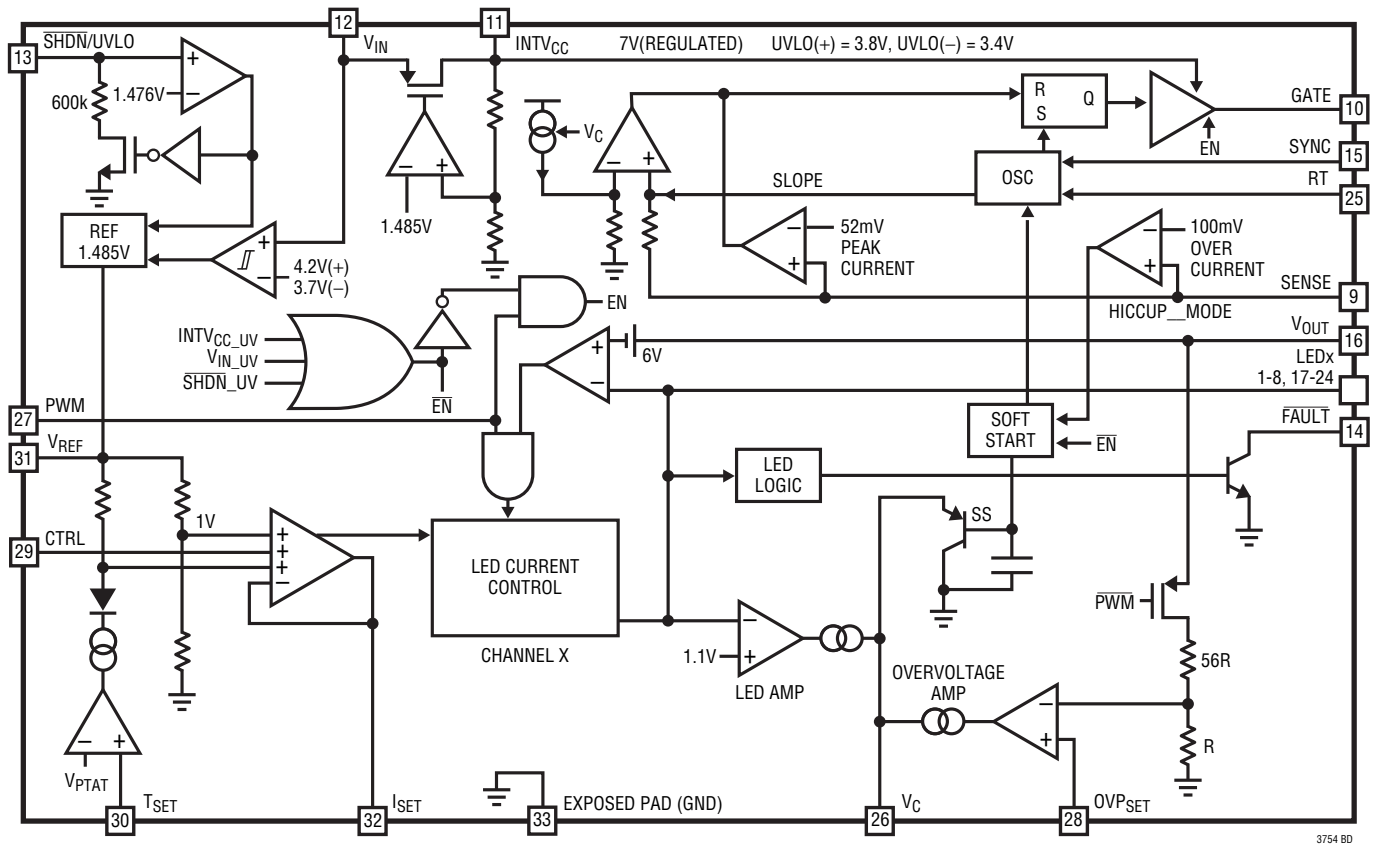 12
11
13
SHDN/UVLO
VIN
INTVCC
7V(REGULATED) UVLO(+) = 3.8V, UVLO(−) = 3.4V
+
−
600k
1.476V
VC
R
S
Q
GATE
10
EN
SYNC
15
OSC
RT
25
SLOPE
− +
− +
1.485V
REF
1.485V
+
−
4.2V(+)
3.7V(−)
−
+
52mV
PEAK
CURRENT
−
+
100mV
OVER
CURRENT
SENSE
9
HICCUP__MODE
EN
INTVCC_UV
VIN_UV
SHDN_UV
EN
+
−
6V
VOUT
16
LEDx
1-8, 17-24
FAULT
14
PWM
27
VREF
31
SOFT
START
EN
LED
LOGIC
SS
1V
CTRL
29
+
+
+
−
LED CURRENT
CONTROL
CHANNEL X
PWM
56R
R
−
+
1.1V
LED AMP
OVERVOLTAGE
AMP
−
+
− +
VPTAT
TSET
30
ISET
32
33
EXPOSED PAD (GND)
VC
26
OVPSET
28
3754 BD